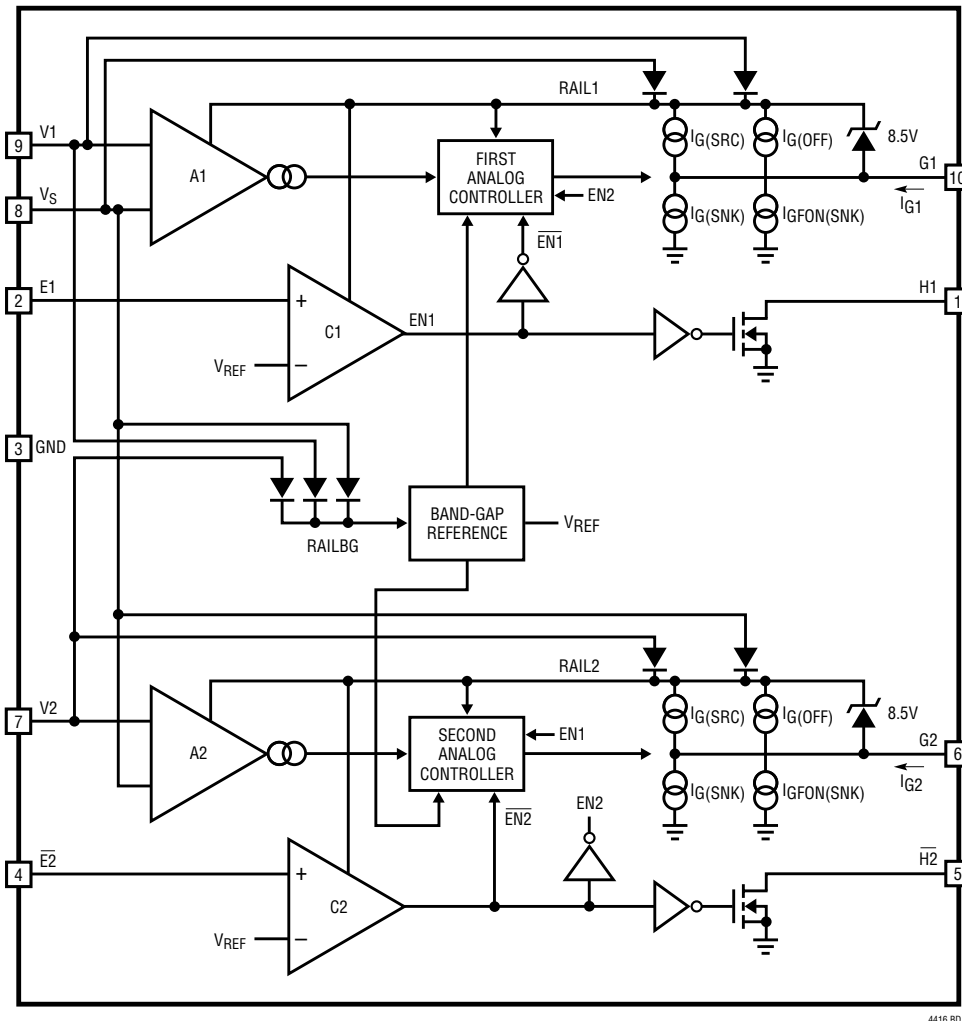 RAIL1
9
V1
8
VS
A1
FIRST
ANALOG
CONTROLLER
EN2
EN1
IG(SRC)
IG(OFF)
8.5V
G1
10
IG1
IG(SNK)
IGFON(SNK)
2
E1
+
C1
EN1
VREF
–
H1
1
3
GND
RAILBG
BAND-GAP
REFERENCE
VREF
RAIL2
7
V2
A2
SECOND
ANALOG
CONTROLLER
EN1
EN2
EN2
IG(SRC)
IG(OFF)
8.5V
G2
6
IG2
IG(SNK)
IGFON(SNK)
4
E2
+
C2
VREF
–
H2
5
4416 BD